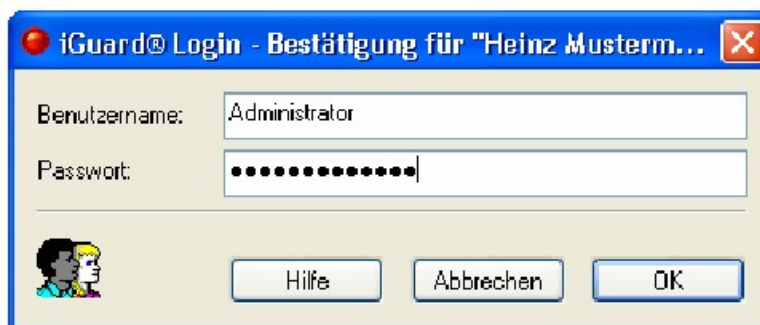 iGuard® Login - Bestätigung für "Heinz Musterm...
Benutzername: Administrator
Passwort: •••••••••••••
Hilfe Abbrechen OK